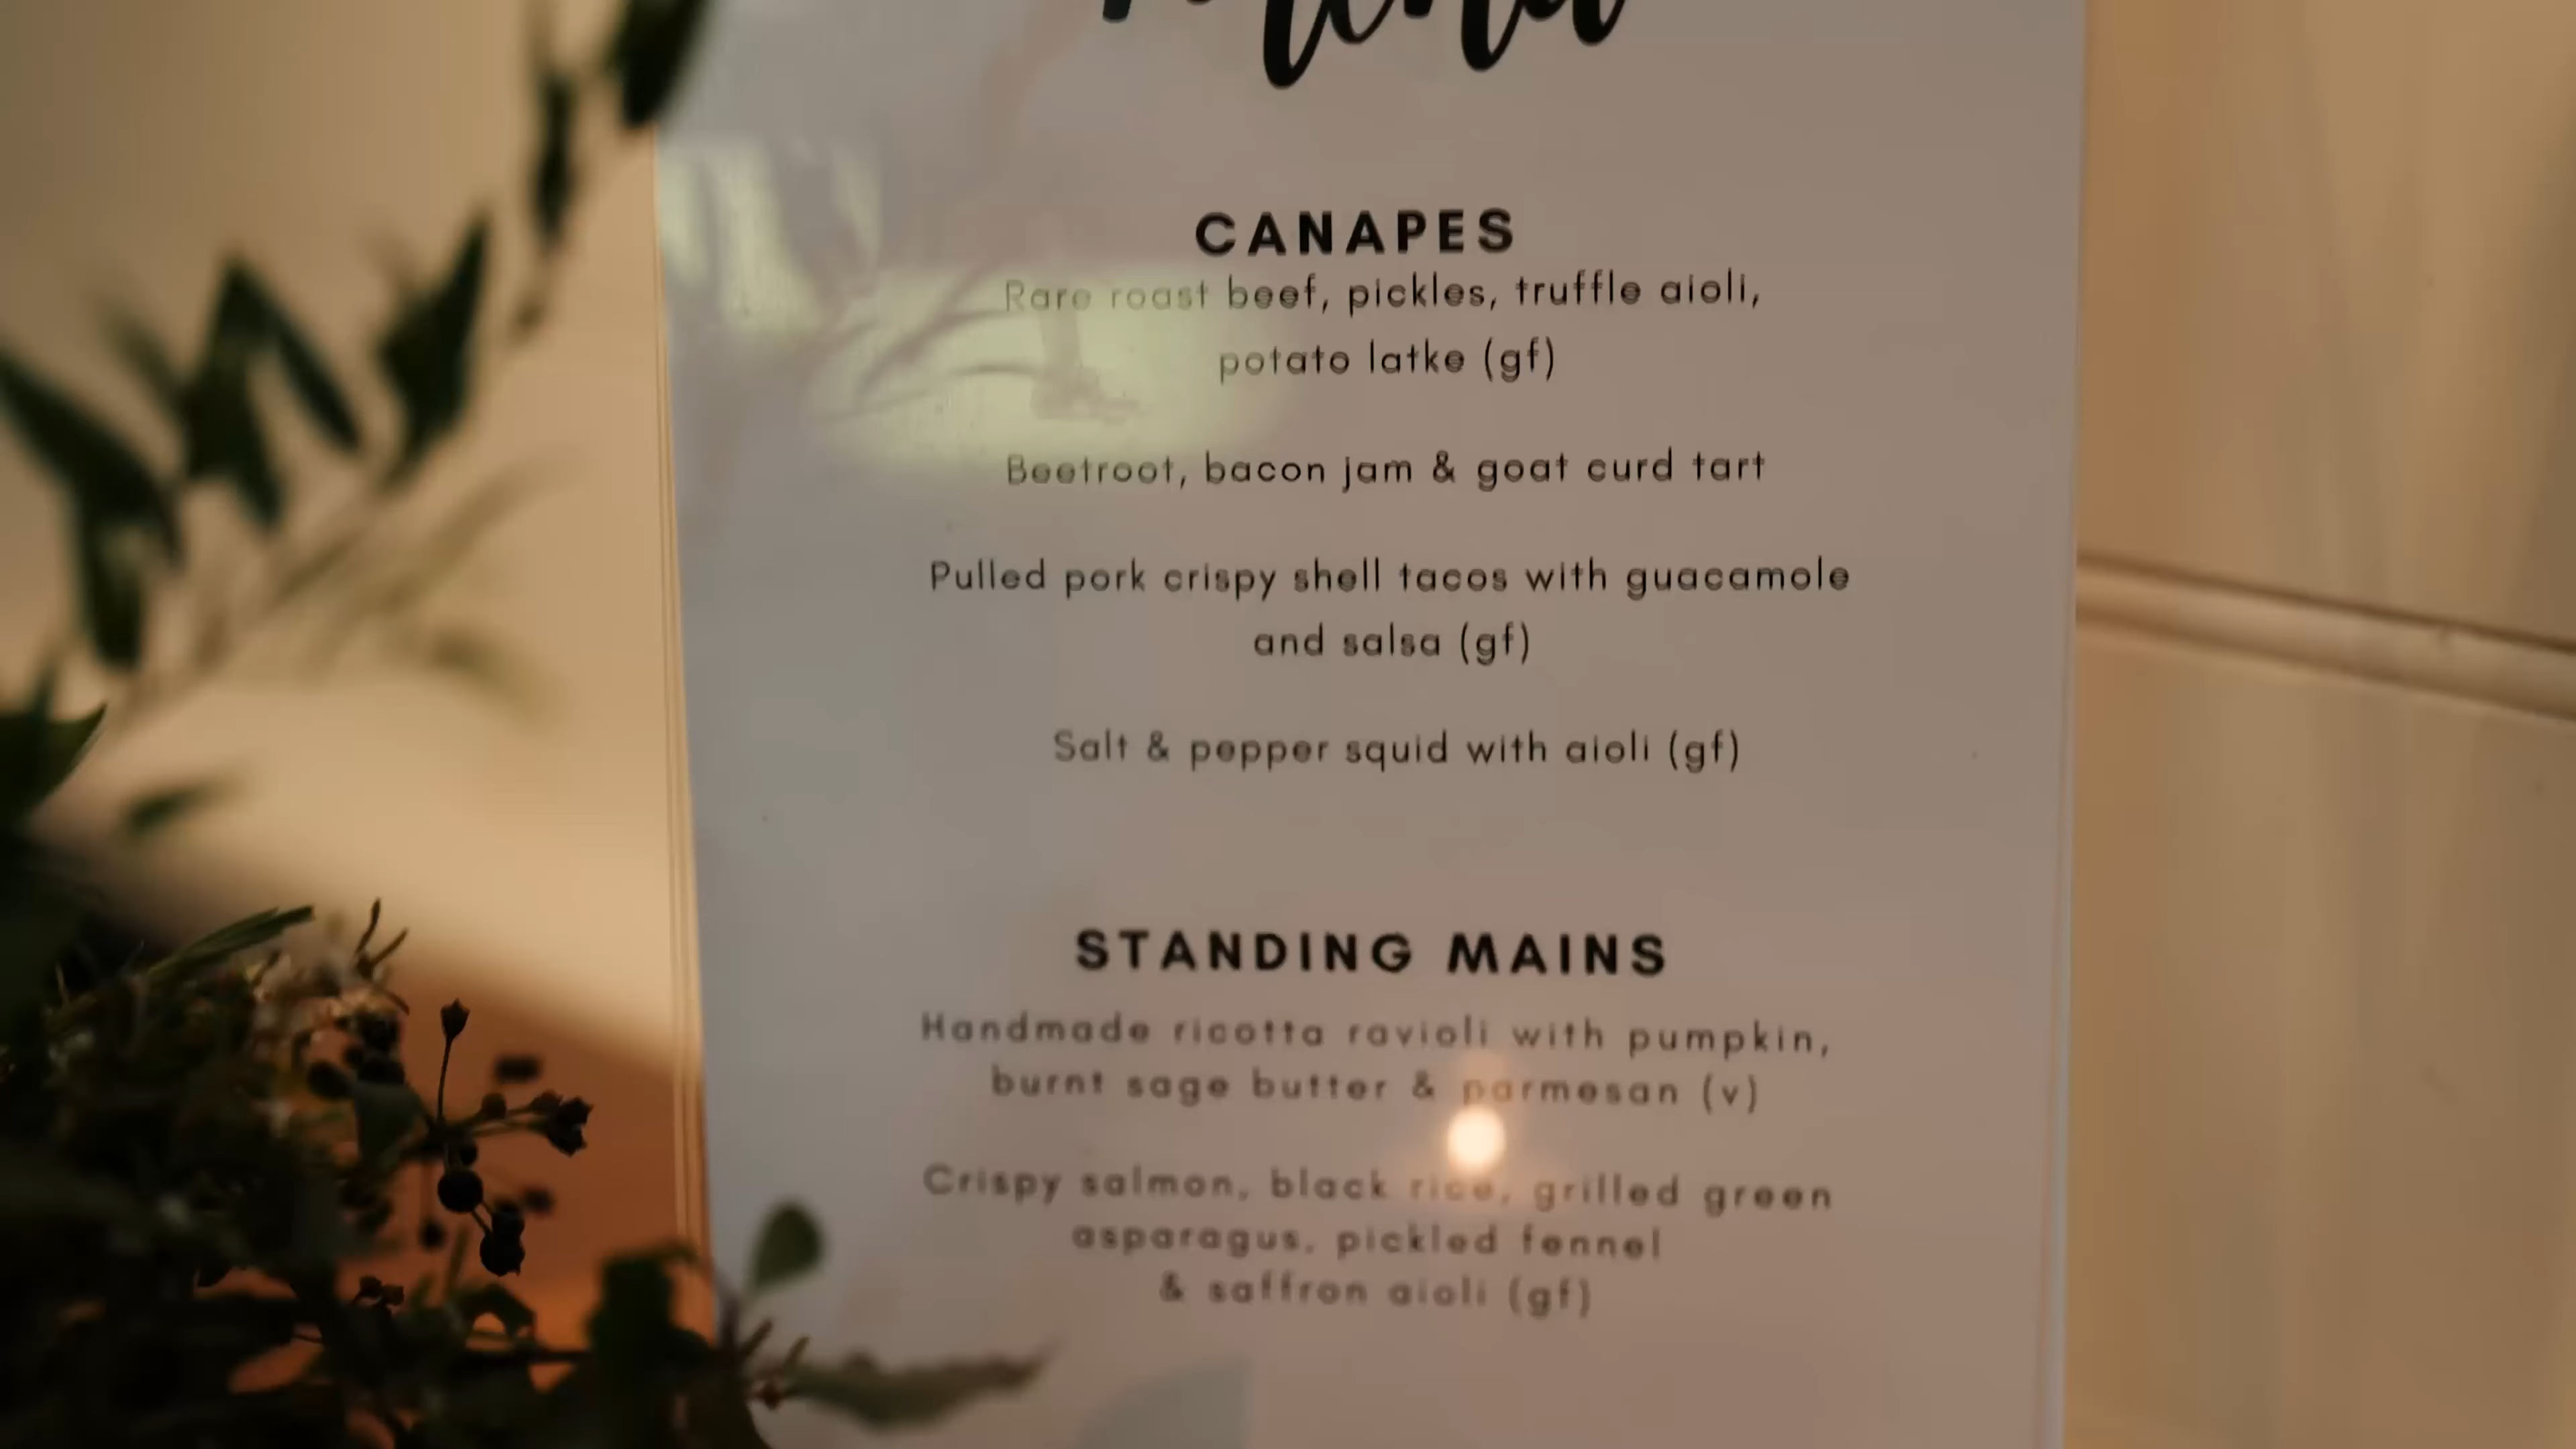 Menu
CANAPES
Rare roast beef, pickles, truffle aioli,
potato latke (gf)
Beetroot, bacon jam & goat curd tart
Pulled pork crispy shell tacos with guacamole
and salsa (gf)
Salt & pepper squid with aioli (gf)
STANDING MAINS
Handmade ricotta ravioli with pumpkin,
burnt sage butter & parmesan (v)
Crispy salmon, black rice, grilled green
asparagus, pickled fennel
& saffron aioli (gf)